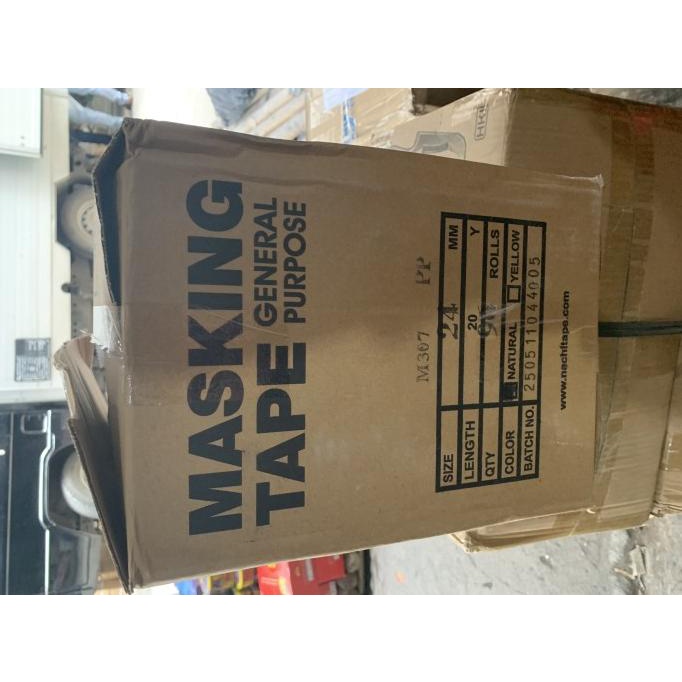 MASKING
TAPE GENERAL
PURPOSE
M307 PP
SIZE 24 MM
LENGTH 20 Y
QTY ROLLS
COLOR NATURAL YELLOW
BATCH NO. 250511044005
www.nachitape.com